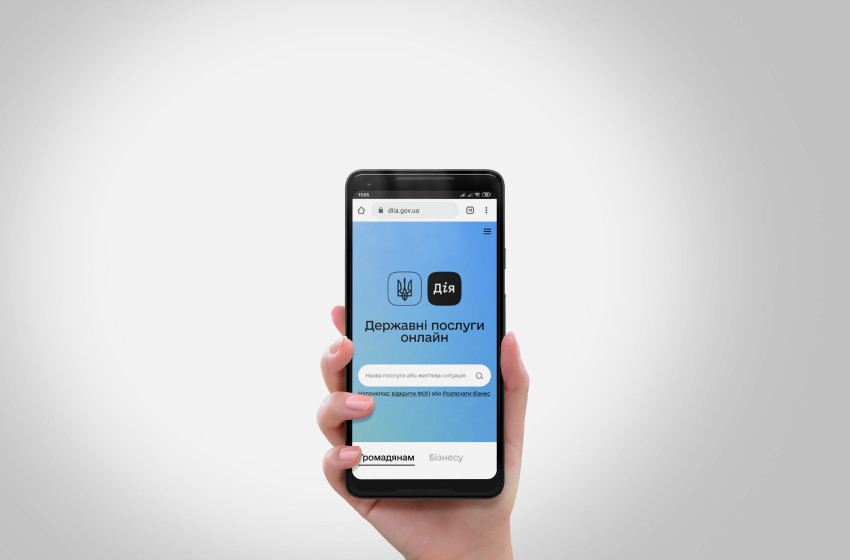 15:05
diia.gov.ua
Дія
Державні послуги
онлайн
Назва послуги або життєва ситуація
Наприклад: відкрити ФОП або Розпочати бізнес
Громадянам Бізнесу